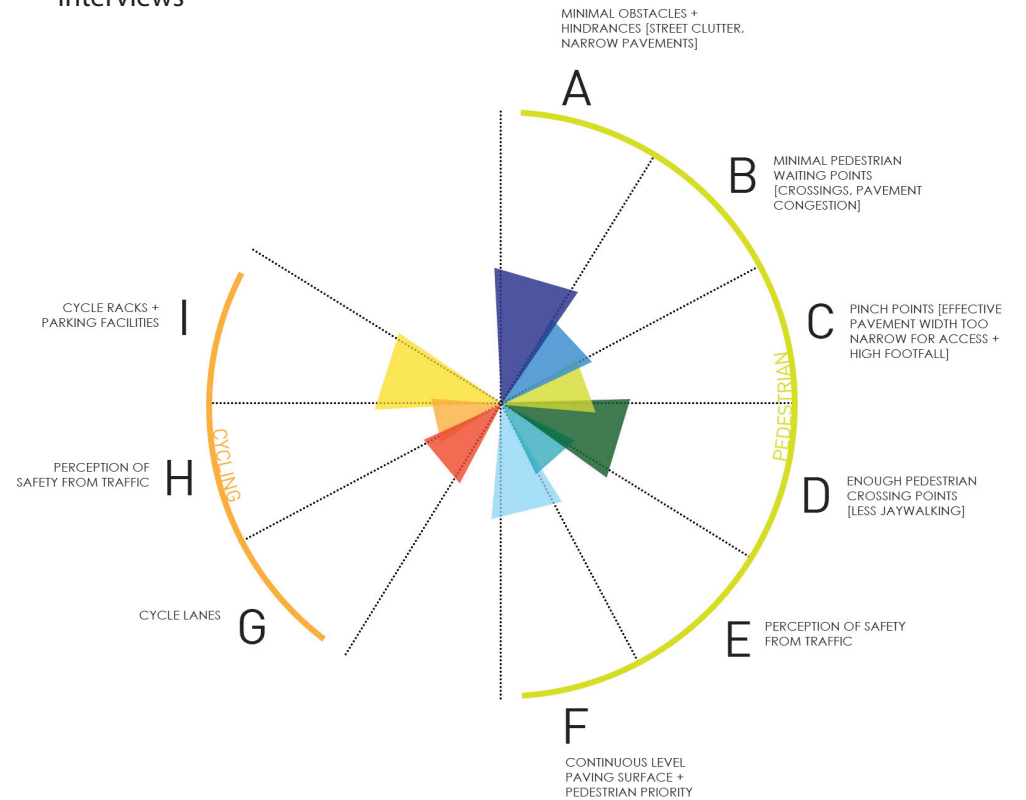 Interviews
MINIMAL OBSTACLES +
HINDRANCES [STREET CLUTTER,
NARROW PAVEMENTS]
A
B
MINIMAL PEDESTRIAN
WAITING POINTS
[CROSSINGS, PAVEMENT
CONGESTION]
C
PINCH POINTS [EFFECTIVE
PAVEMENT WIDTH TOO
NARROW FOR ACCESS +
HIGH FOOTFALL]
PEDESTRIAN
D
ENOUGH PEDESTRIAN
CROSSING POINTS
[LESS JAYWALKING]
E
PERCEPTION OF SAFETY
FROM TRAFFIC
F
CONTINUOUS LEVEL
PAVING SURFACE +
PEDESTRIAN PRIORITY
CYCLE LANES
G
PERCEPTION OF
SAFETY FROM TRAFFIC
H
CYCLING
CYCLE RACKS +
PARKING FACILITIES
I